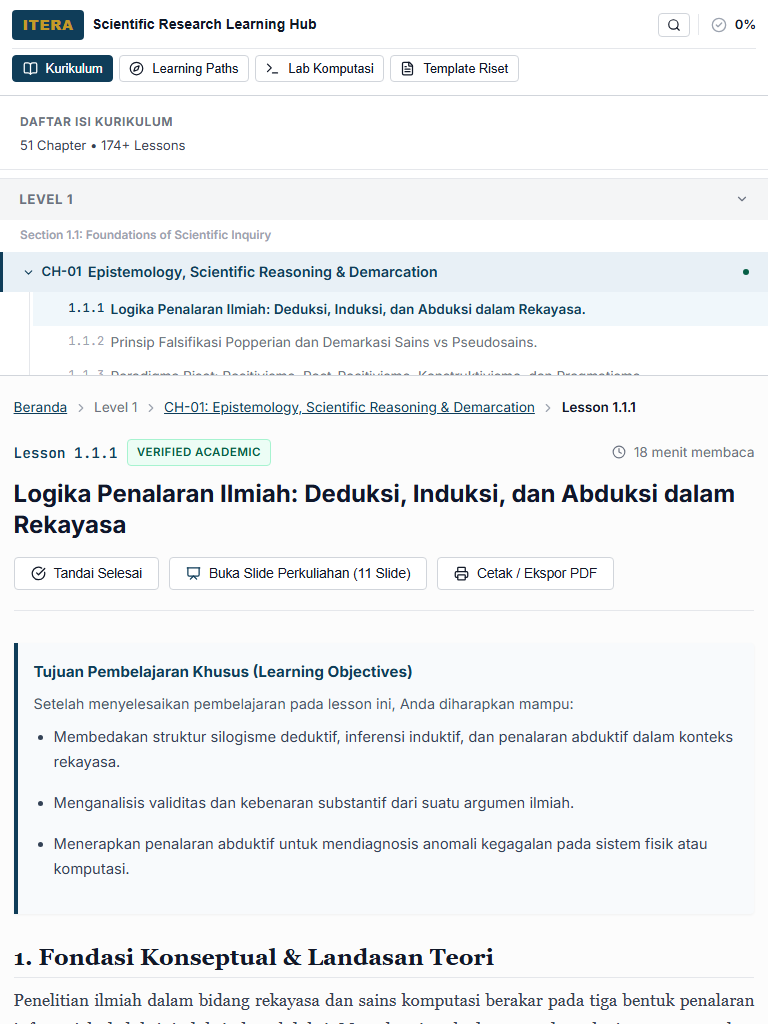 ITERA Scientific Research Learning Hub 0%
Kurikulum Learning Paths Lab Komputasi Template Riset
DAFTAR ISI KURIKULUM
51 Chapter • 174+ Lessons
LEVEL 1
Section 1.1: Foundations of Scientific Inquiry
CH-01 Epistemology, Scientific Reasoning & Demarcation
1.1.1 Logika Penalaran Ilmiah: Deduksi, Induksi, dan Abduksi dalam Rekayasa.
1.1.2 Prinsip Falsifikasi Popperian dan Demarkasi Sains vs Pseudosains.
Beranda > Level 1 > CH-01: Epistemology, Scientific Reasoning & Demarcation > Lesson 1.1.1
Lesson 1.1.1 VERIFIED ACADEMIC 18 menit membaca
Logika Penalaran Ilmiah: Deduksi, Induksi, dan Abduksi dalam
Rekayasa
Tandai Selesai Buka Slide Perkuliahan (11 Slide) Cetak / Ekspor PDF
Tujuan Pembelajaran Khusus (Learning Objectives)
Setelah menyelesaikan pembelajaran pada lesson ini, Anda diharapkan mampu:
• Membedakan struktur silogisme deduktif, inferensi induktif, dan penalaran abduktif dalam konteks
rekayasa.
• Menganalisis validitas dan kebenaran substantif dari suatu argumen ilmiah.
• Menerapkan penalaran abduktif untuk mendiagnosis anomali kegagalan pada sistem fisik atau
komputasi.
1. Fondasi Konseptual & Landasan Teori
Penelitian ilmiah dalam bidang rekayasa dan sains komputasi berakar pada tiga bentuk penalaran